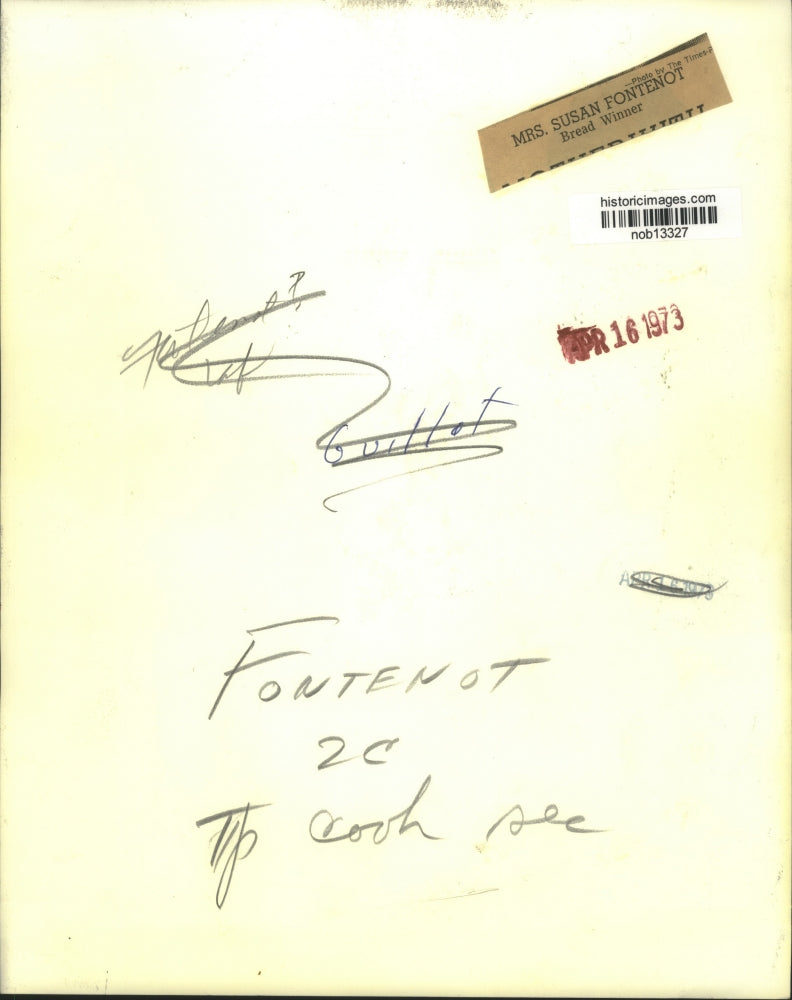 —Photo by The Times-P
MRS. SUSAN FONTENOT
Bread Winner
historicimages.com
nob13327
APR 16 1973
Guillot
FONTENOT
2C
TP Cook sec